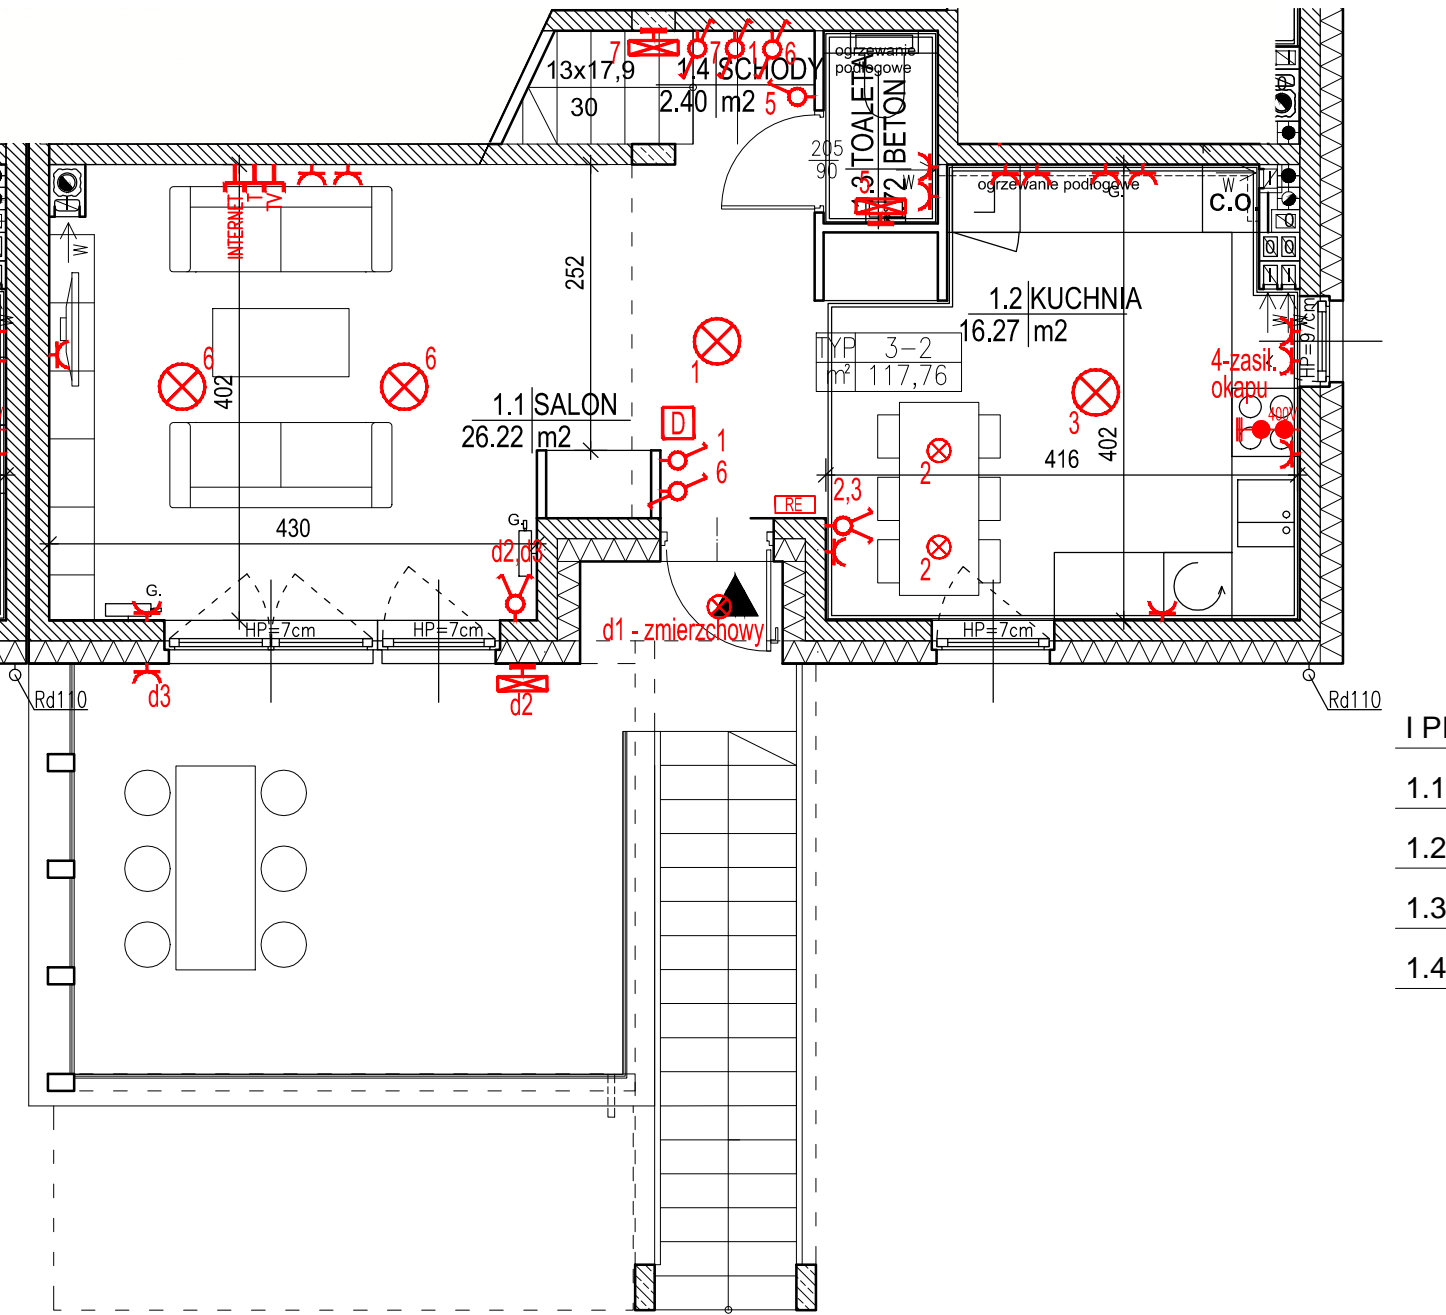 7
7
1
6
13x17,9
30
1.4 SCHODY
2.40 m2
5
ogrzewanie
podłogowe
1.3 TOALETA
BETON
205
90
W
5
ogrzewanie podłogowe
G.
W
C.O.
INTERNET
T
TV
W
252
1.2 KUCHNIA
16.27 m2
TYP 3-2
m² 117,76
1
6
6
402
1.1 SALON
26.22 m2
D
1
6
3
402
416
4-zasil.
okapu
400V
W
W
2
2
2,3
RE
430
G.
d2,d3
G.
HP=7cm
HP=7cm
HP=7cm
d1 - zmierzchowy
d3
d2
Rd110
Rd110
1.1
1.2
1.3
1.4